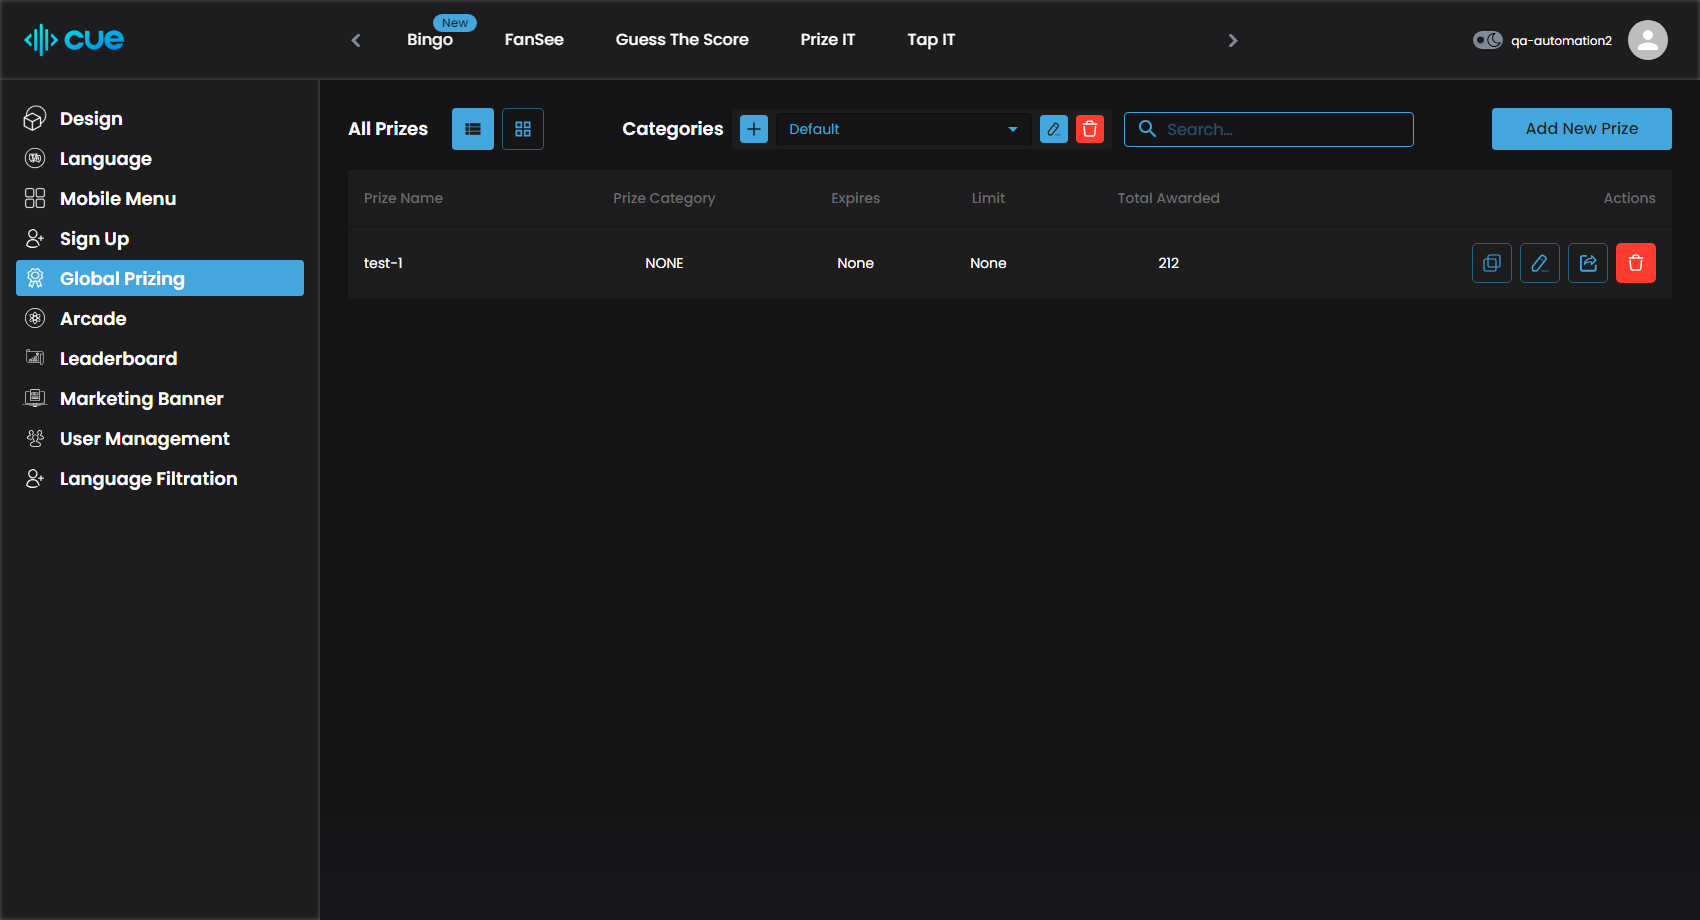 cue
New
Bingo FanSee Guess The Score Prize IT Tap IT
qa-automation2
Design
Language
Mobile Menu
Sign Up
Global Prizing
Arcade
Leaderboard
Marketing Banner
User Management
Language Filtration
All Prizes Categories Default Search... Add New Prize
Prize Name Prize Category Expires Limit Total Awarded Actions
test-1 NONE None None 212